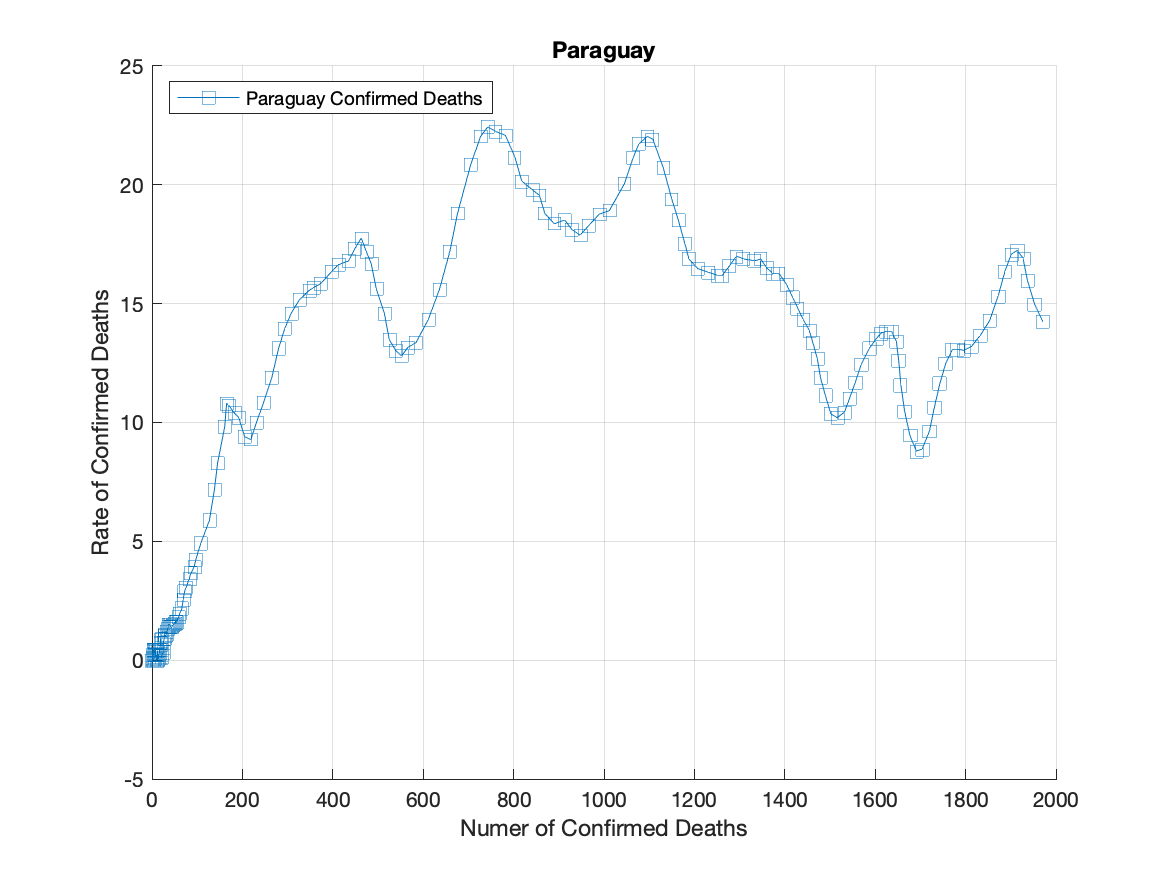 Paraguay
Paraguay Confirmed Deaths
25
20
15
10
5
0
-5
Rate of Confirmed Deaths
0 200 400 600 800 1000 1200 1400 1600 1800 2000
Numer of Confirmed Deaths